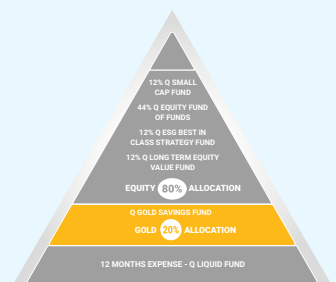 12% Q SMALL
CAP FUND
44% Q EQUITY FUND
OF FUNDS
12% Q ESG BEST IN
CLASS STRATEGY FUND
12% Q LONG TERM EQUITY
VALUE FUND
EQUITY 80% ALLOCATION
Q GOLD SAVINGS FUND
GOLD 20% ALLOCATION
12 MONTHS EXPENSE - Q LIQUID FUND